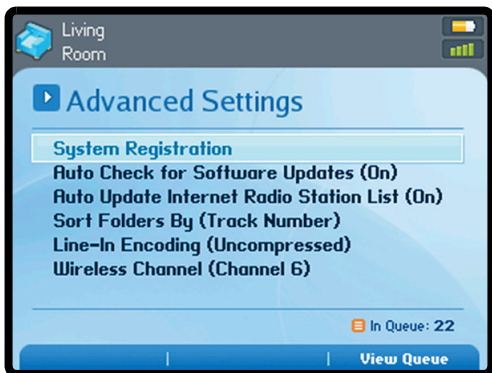 Living
Room
Advanced Settings
System Registration
Auto Check for Software Updates (On)
Auto Update Internet Radio Station List (On)
Sort Folders By (Track Number)
Line-In Encoding (Uncompressed)
Wireless Channel (Channel 6)
In Queue: 22
View Queue